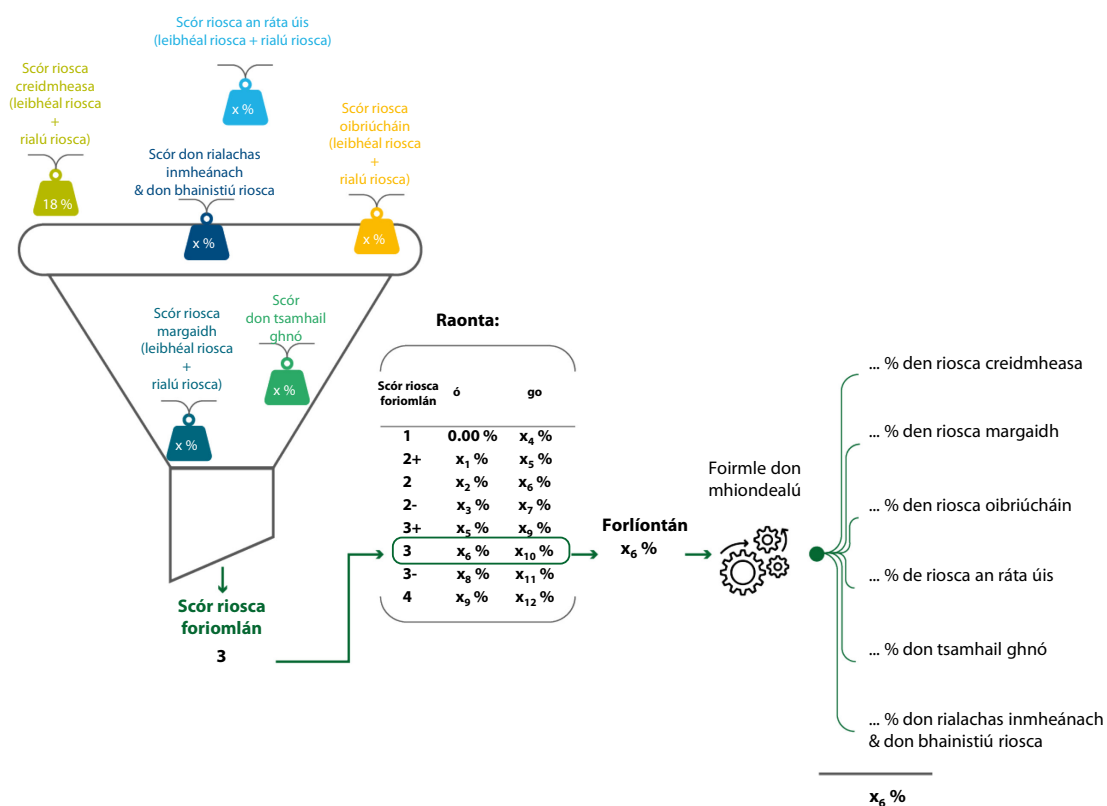 Scór riosca an ráta úis
(leibhéal riosca + rialú riosca)
x %
Scór riosca
creidmheasa
(leibhéal riosca
+
rialú riosca)
18 %
Scór riosca
oibriúcháin
(leibhéal riosca
+
rialú riosca)
x %
Scór don rialachas
inmheánach
& don bhainistiú riosca
x %
Scór riosca
margaidh
(leibhéal riosca
+
rialú riosca)
x %
Scór
don tsamhail
ghnó
x %
Scór riosca
foriomlán
3
Raonta:
Scór riosca
foriomlán ó go
1 0.00 % x₄ %
2+ x₁ % x₅ %
2 x₂ % x₆ %
2- x₃ % x₇ %
3+ x₅ % x₉ %
3 x₆ % x₁₀ %
3- x₈ % x₁₁ %
4 x₉ % x₁₂ %
Forlíontán
x₆ %
Foirmle don
mhiondealú
... % den riosca creidmheasa
... % den riosca margaidh
... % den riosca oibriúcháin
... % de riosca an ráta úis
... % don tsamhail ghnó
... % don rialachas inmheánach
& don bhainistiú riosca
x₆ %